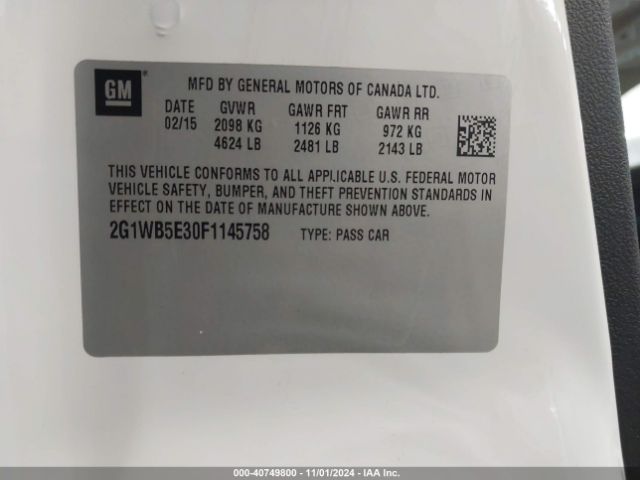 GM
MFD BY GENERAL MOTORS OF CANADA LTD.
DATE GVWR GAWR FRT GAWR RR
02/15 2098 KG 1126 KG 972 KG
4624 LB 2481 LB 2143 LB
THIS VEHICLE CONFORMS TO ALL APPLICABLE U.S. FEDERAL MOTOR
VEHICLE SAFETY, BUMPER, AND THEFT PREVENTION STANDARDS IN
EFFECT ON THE DATE OF MANUFACTURE SHOWN ABOVE.
2G1WB5E30F1145758 TYPE: PASS CAR
000-40749800 - 11/01/2024 - IAA, Inc.